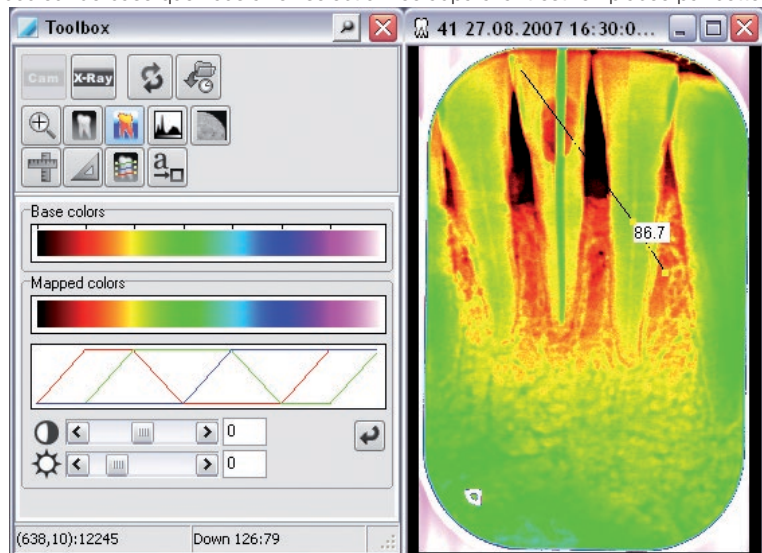 Toolbox
41 27.08.2007 16:30:0...
Cam
X-Ray
a
Base colors
Mapped colors
86.7
0
0
(638,10):12245
Down 126:79